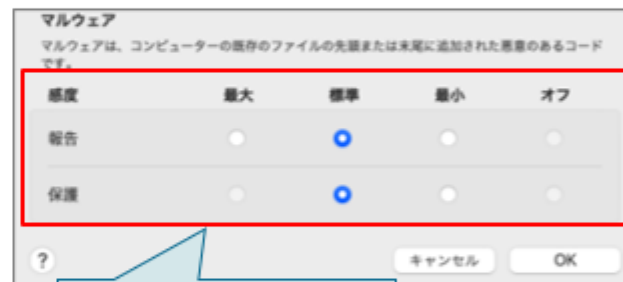 マルウェア
マルウェアは、コンピューターの既存のファイルの先頭または末尾に追加された悪意のあるコード
です。
感度 最大 標準 最小 オフ
報告
保護
? キャンセル OK